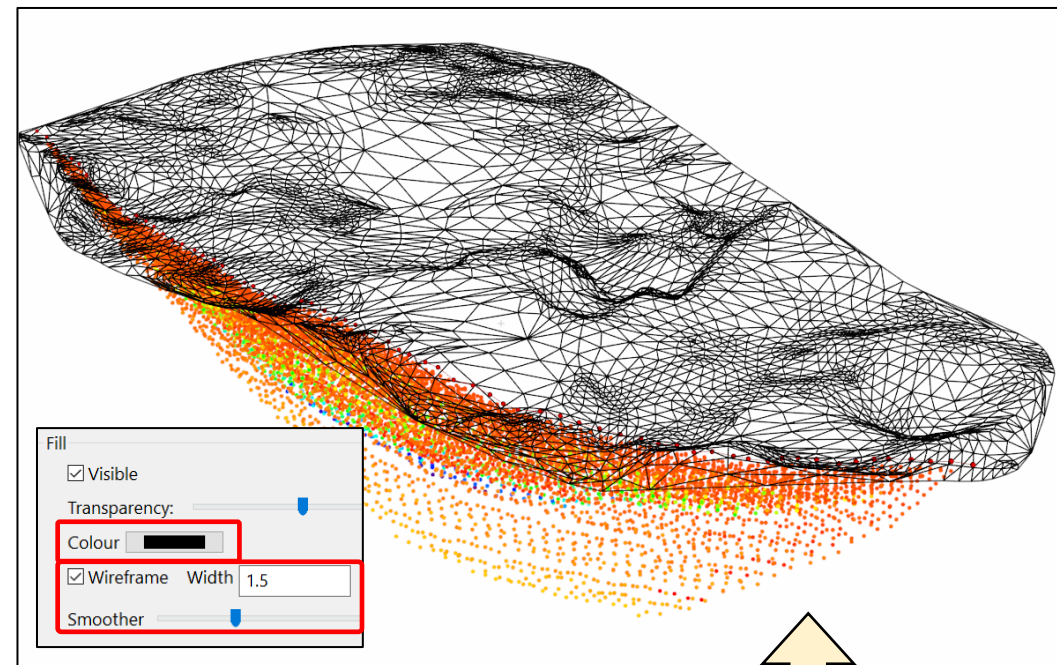 Fill
Visible
Transparency:
Colour
Wireframe Width 1.5
Smoother